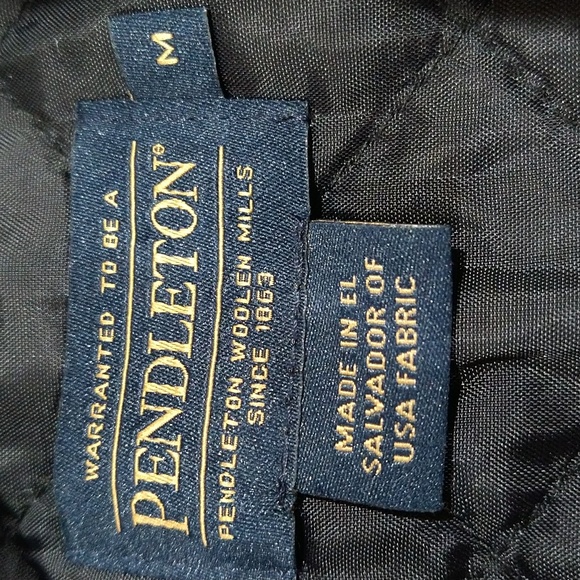 M
WARRANTED TO BE A
PENDLETON®
PENDLETON WOOLEN MILLS
SINCE 1863
MADE IN EL
SALVADOR OF
USA FABRIC